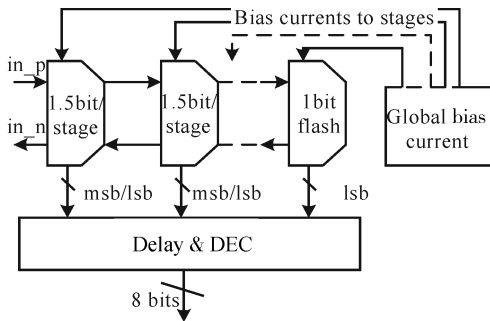 Bias currents to stages
in_p
in_n
1.5bit/
stage
1.5bit/
stage
1bit
flash
Global bias
current
msb/lsb
msb/lsb
lsb
Delay & DEC
8 bits